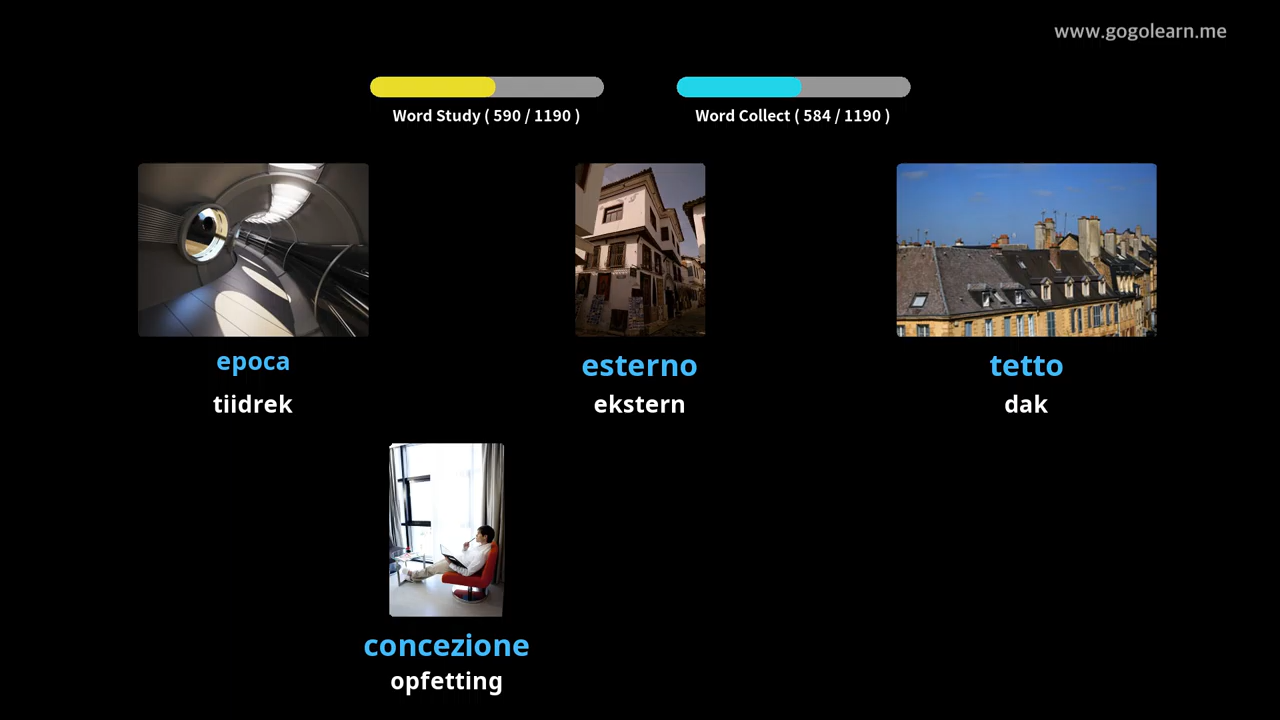 www.gogolearn.me
Word Study ( 590 / 1190 )
Word Collect ( 584 / 1190 )
epoca
tiidrek
esterno
ekstern
tetto
dak
concezione
opfetting